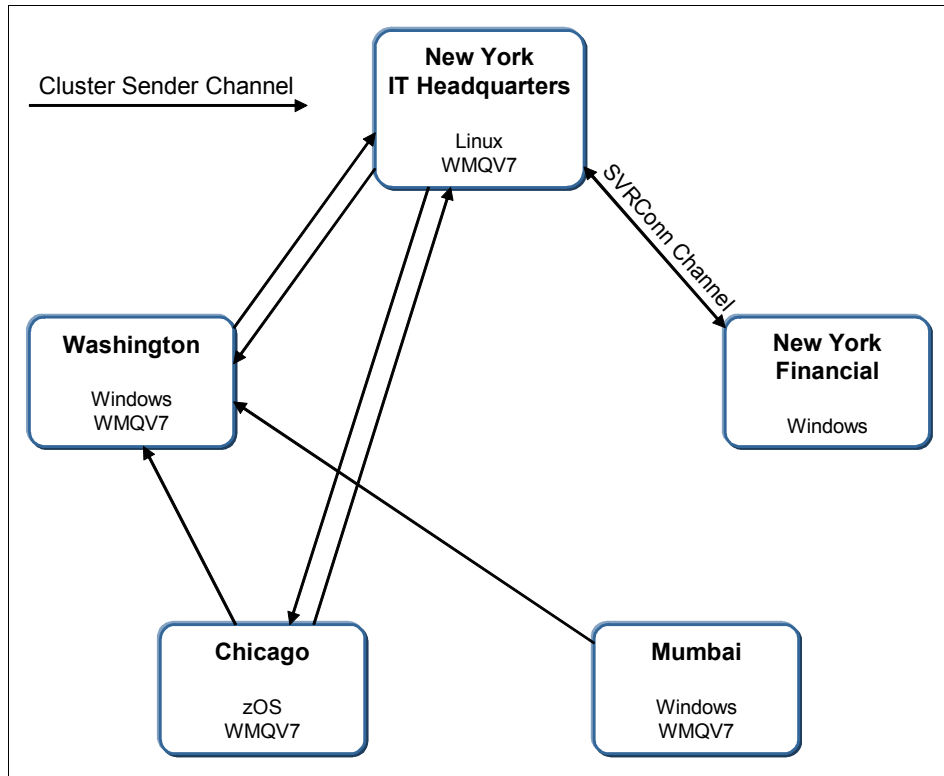 New York
IT Headquarters
Linux
WMQV7
Cluster Sender Channel
SVRConn Channel
Washington
Windows
WMQV7
New York
Financial
Windows
Chicago
zOS
WMQV7
Mumbai
Windows
WMQV7